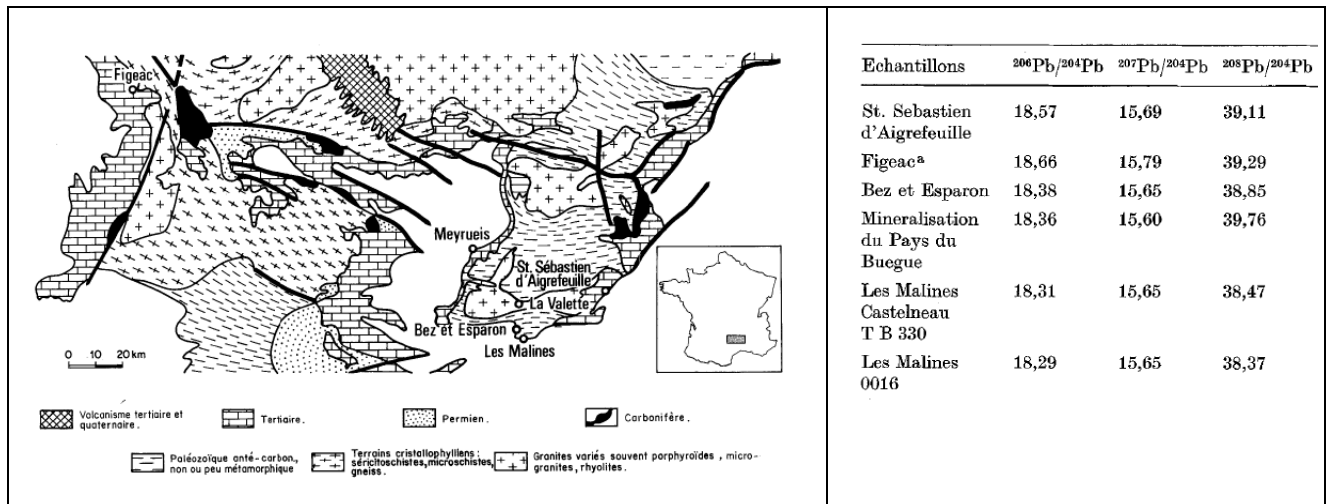 Figeac
Meyrueis
St. Sébastien
d'Aigrefeuille
La Valette
Bez et Esparon
Les Malines
0 10 20 km
Volcanisme tertiaire et
quaternaire.
Tertiaire.
Permien.
Carbonifère.
Paléozoïque anté-carbon.,
non ou peu métamorphique
Terrains cristallophylliens:
séricitoschistes, microschistes,
gneiss.
Granites variés souvent porphyroïdes, micro-
granites, rhyolites.
Echantillons ²⁰⁶Pb/²⁰⁴Pb ²⁰⁷Pb/²⁰⁴Pb ²⁰⁸Pb/²⁰⁴Pb
St. Sebastien 18,57 15,69 39,11
d'Aigrefeuille
Figeacᵃ 18,66 15,79 39,29
Bez et Esparon 18,38 15,65 38,85
Mineralisation 18,36 15,60 39,76
du Pays du
Buegue
Les Malines 18,31 15,65 38,47
Castelneau
T B 330
Les Malines 18,29 15,65 38,37
0016